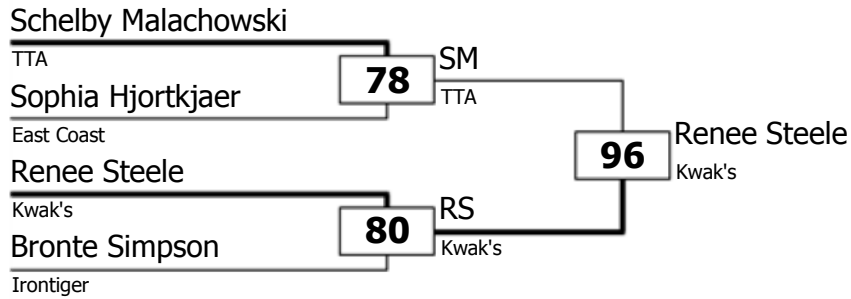 Schelby Malachowski
TTA
78
SM
TTA
Sophia Hjortkjaer
East Coast
96
Renee Steele
Kwak's
Renee Steele
Kwak's
80
RS
Kwak's
Bronte Simpson
Irontiger